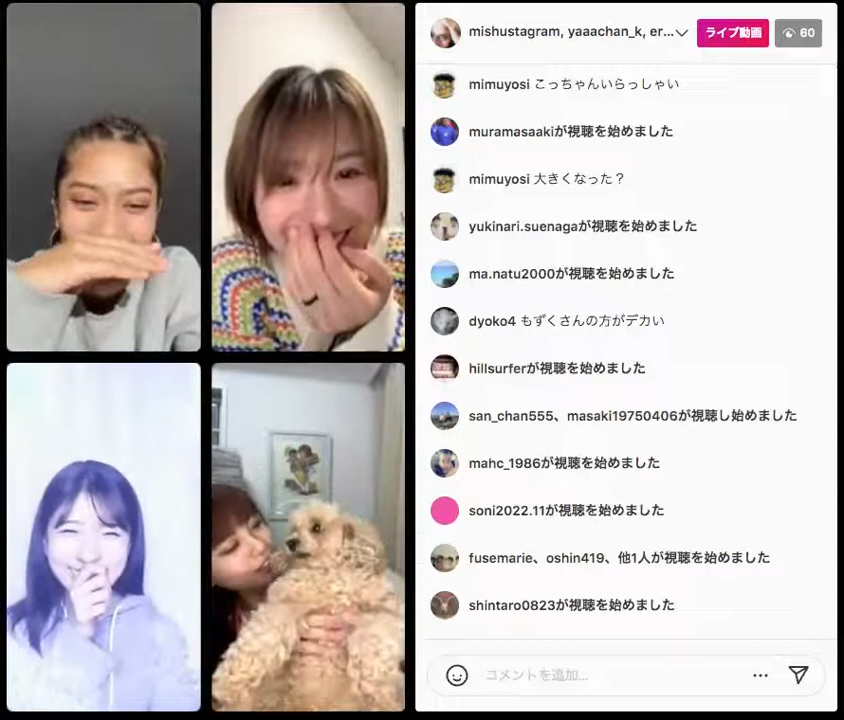 mishustagram, yaaachan_k, er...
ライブ動画
60
mimuyosi こっちゃんいらっしゃい
muramasaakiが視聴を始めました
mimuyosi 大きくなった？
yukinari.suenagaが視聴を始めました
ma.natu2000が視聴を始めました
dyoko4 もずくさんの方がデカい
hillsurferが視聴を始めました
san_chan555、masaki19750406が視聴し始めました
mahc_1986が視聴を始めました
soni2022.11が視聴を始めました
fusemarie、oshin419、他1人が視聴を始めました
shintaro0823が視聴を始めました
コメントを追加...